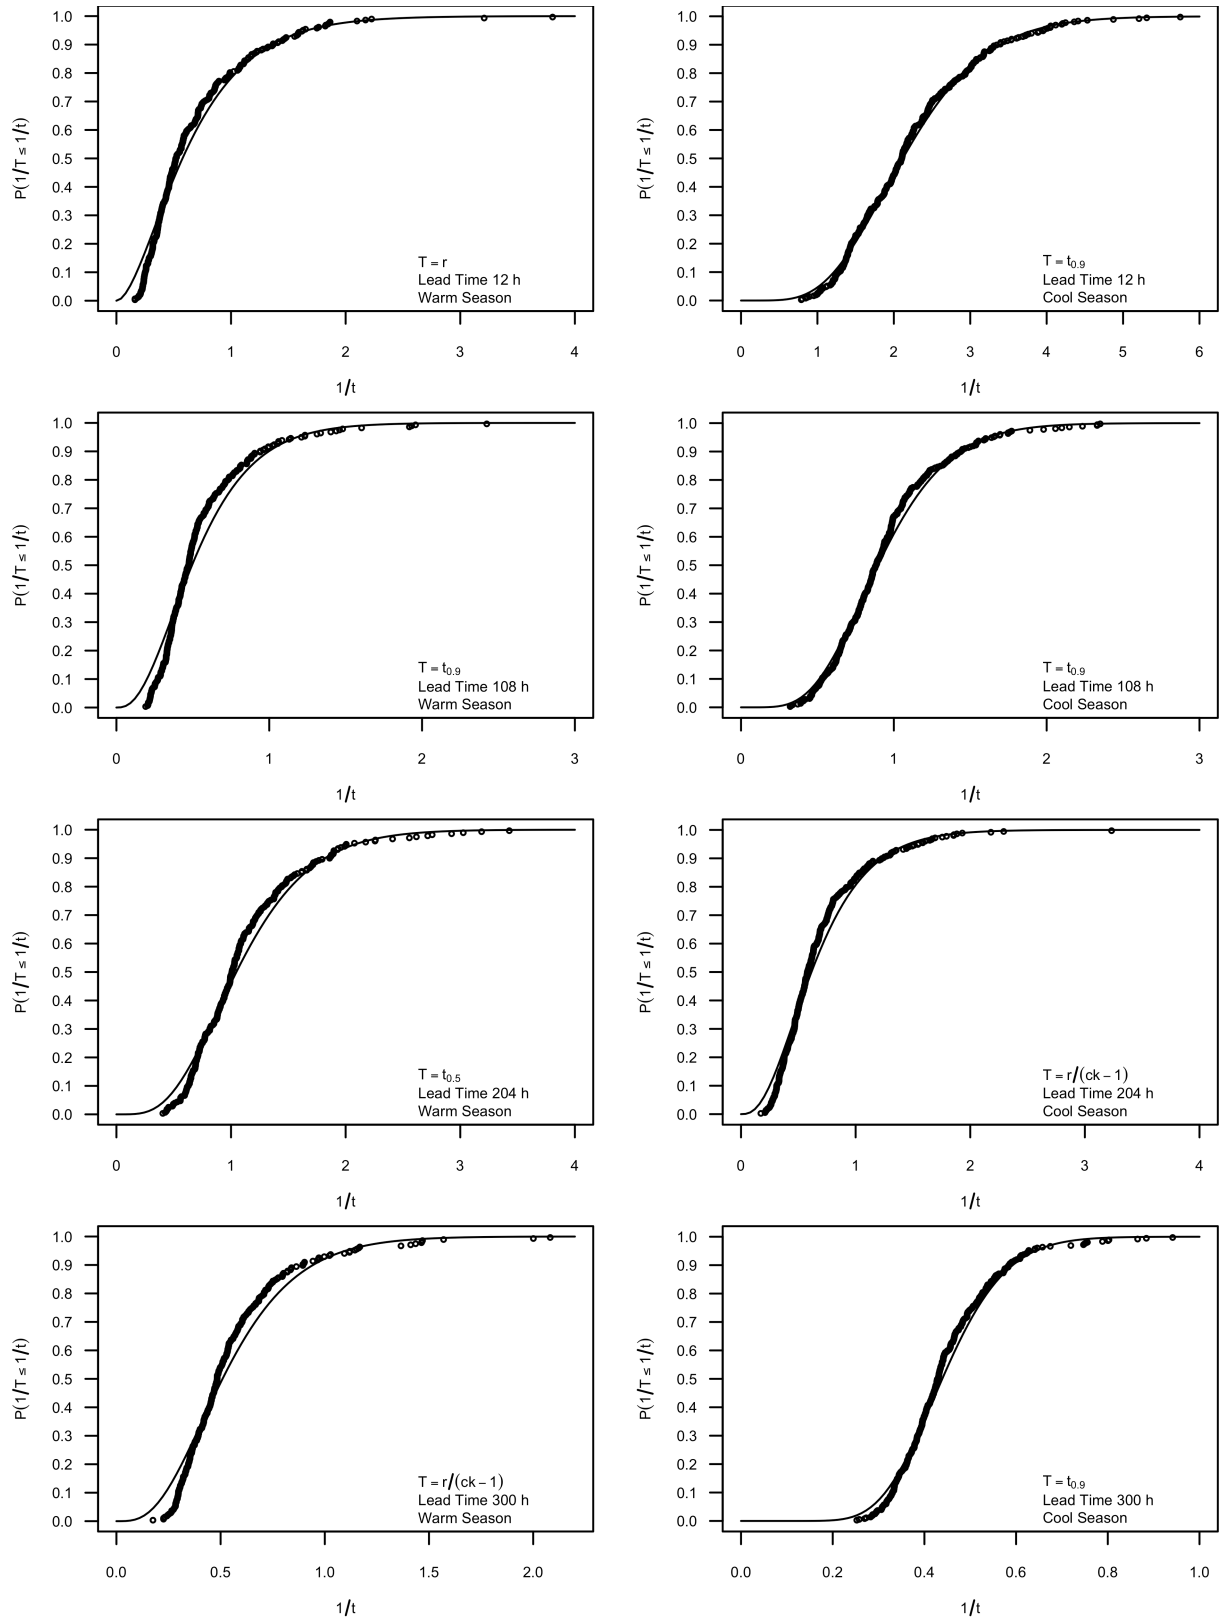 1.0
0.9
0.8
0.7
0.6
0.5
0.4
0.3
0.2
0.1
0.0
P(1/T ≤ 1/t)
T = r
Lead Time 12 h
Warm Season
0 1 2 3 4
1/t
1.0
0.9
0.8
0.7
0.6
0.5
0.4
0.3
0.2
0.1
0.0
P(1/T ≤ 1/t)
T = t0.9
Lead Time 12 h
Cool Season
0 1 2 3 4 5 6
1/t
1.0
0.9
0.8
0.7
0.6
0.5
0.4
0.3
0.2
0.1
0.0
P(1/T ≤ 1/t)
T = t0.9
Lead Time 108 h
Warm Season
0 1 2 3
1/t
1.0
0.9
0.8
0.7
0.6
0.5
0.4
0.3
0.2
0.1
0.0
P(1/T ≤ 1/t)
T = t0.9
Lead Time 108 h
Cool Season
0 1 2 3
1/t
1.0
0.9
0.8
0.7
0.6
0.5
0.4
0.3
0.2
0.1
0.0
P(1/T ≤ 1/t)
T = t0.5
Lead Time 204 h
Warm Season
0 1 2 3 4
1/t
1.0
0.9
0.8
0.7
0.6
0.5
0.4
0.3
0.2
0.1
0.0
P(1/T ≤ 1/t)
T = r/(ck − 1)
Lead Time 204 h
Cool Season
0 1 2 3 4
1/t
1.0
0.9
0.8
0.7
0.6
0.5
0.4
0.3
0.2
0.1
0.0
P(1/T ≤ 1/t)
T = r/(ck − 1)
Lead Time 300 h
Warm Season
0.0 0.5 1.0 1.5 2.0
1/t
1.0
0.9
0.8
0.7
0.6
0.5
0.4
0.3
0.2
0.1
0.0
P(1/T ≤ 1/t)
T = t0.9
Lead Time 300 h
Cool Season
0.0 0.2 0.4 0.6 0.8 1.0
1/t